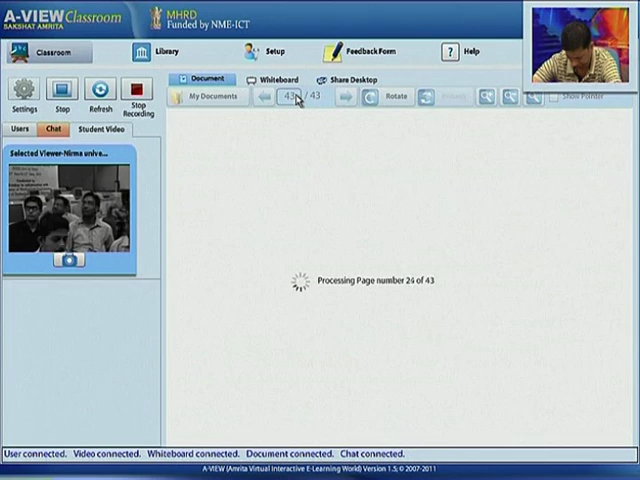 A-VIEW Classroom
SAKSHAT AMRITA
MHRD
Funded by NME-ICT
Classroom
Library
Setup
Feedback Form
? Help
Settings
Stop
Refresh
Stop Recording
Document
Whiteboard
Share Desktop
My Documents
43 / 43
Rotate
Show Pointer
Users
Chat
Student Video
Selected Viewer-Nirma unive...
Processing Page number 26 of 43
User connected. Video connected. Whiteboard connected. Document connected. Chat connected.
A-VIEW (Amrita Virtual Interactive E-Learning World) Version 1.5; © 2007-2011